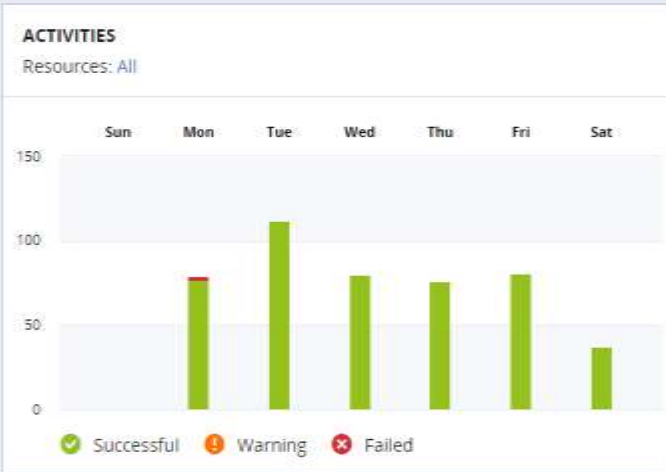 ACTIVITIES
Resources: All
Sun Mon Tue Wed Thu Fri Sat
150
100
50
0
Successful Warning Failed